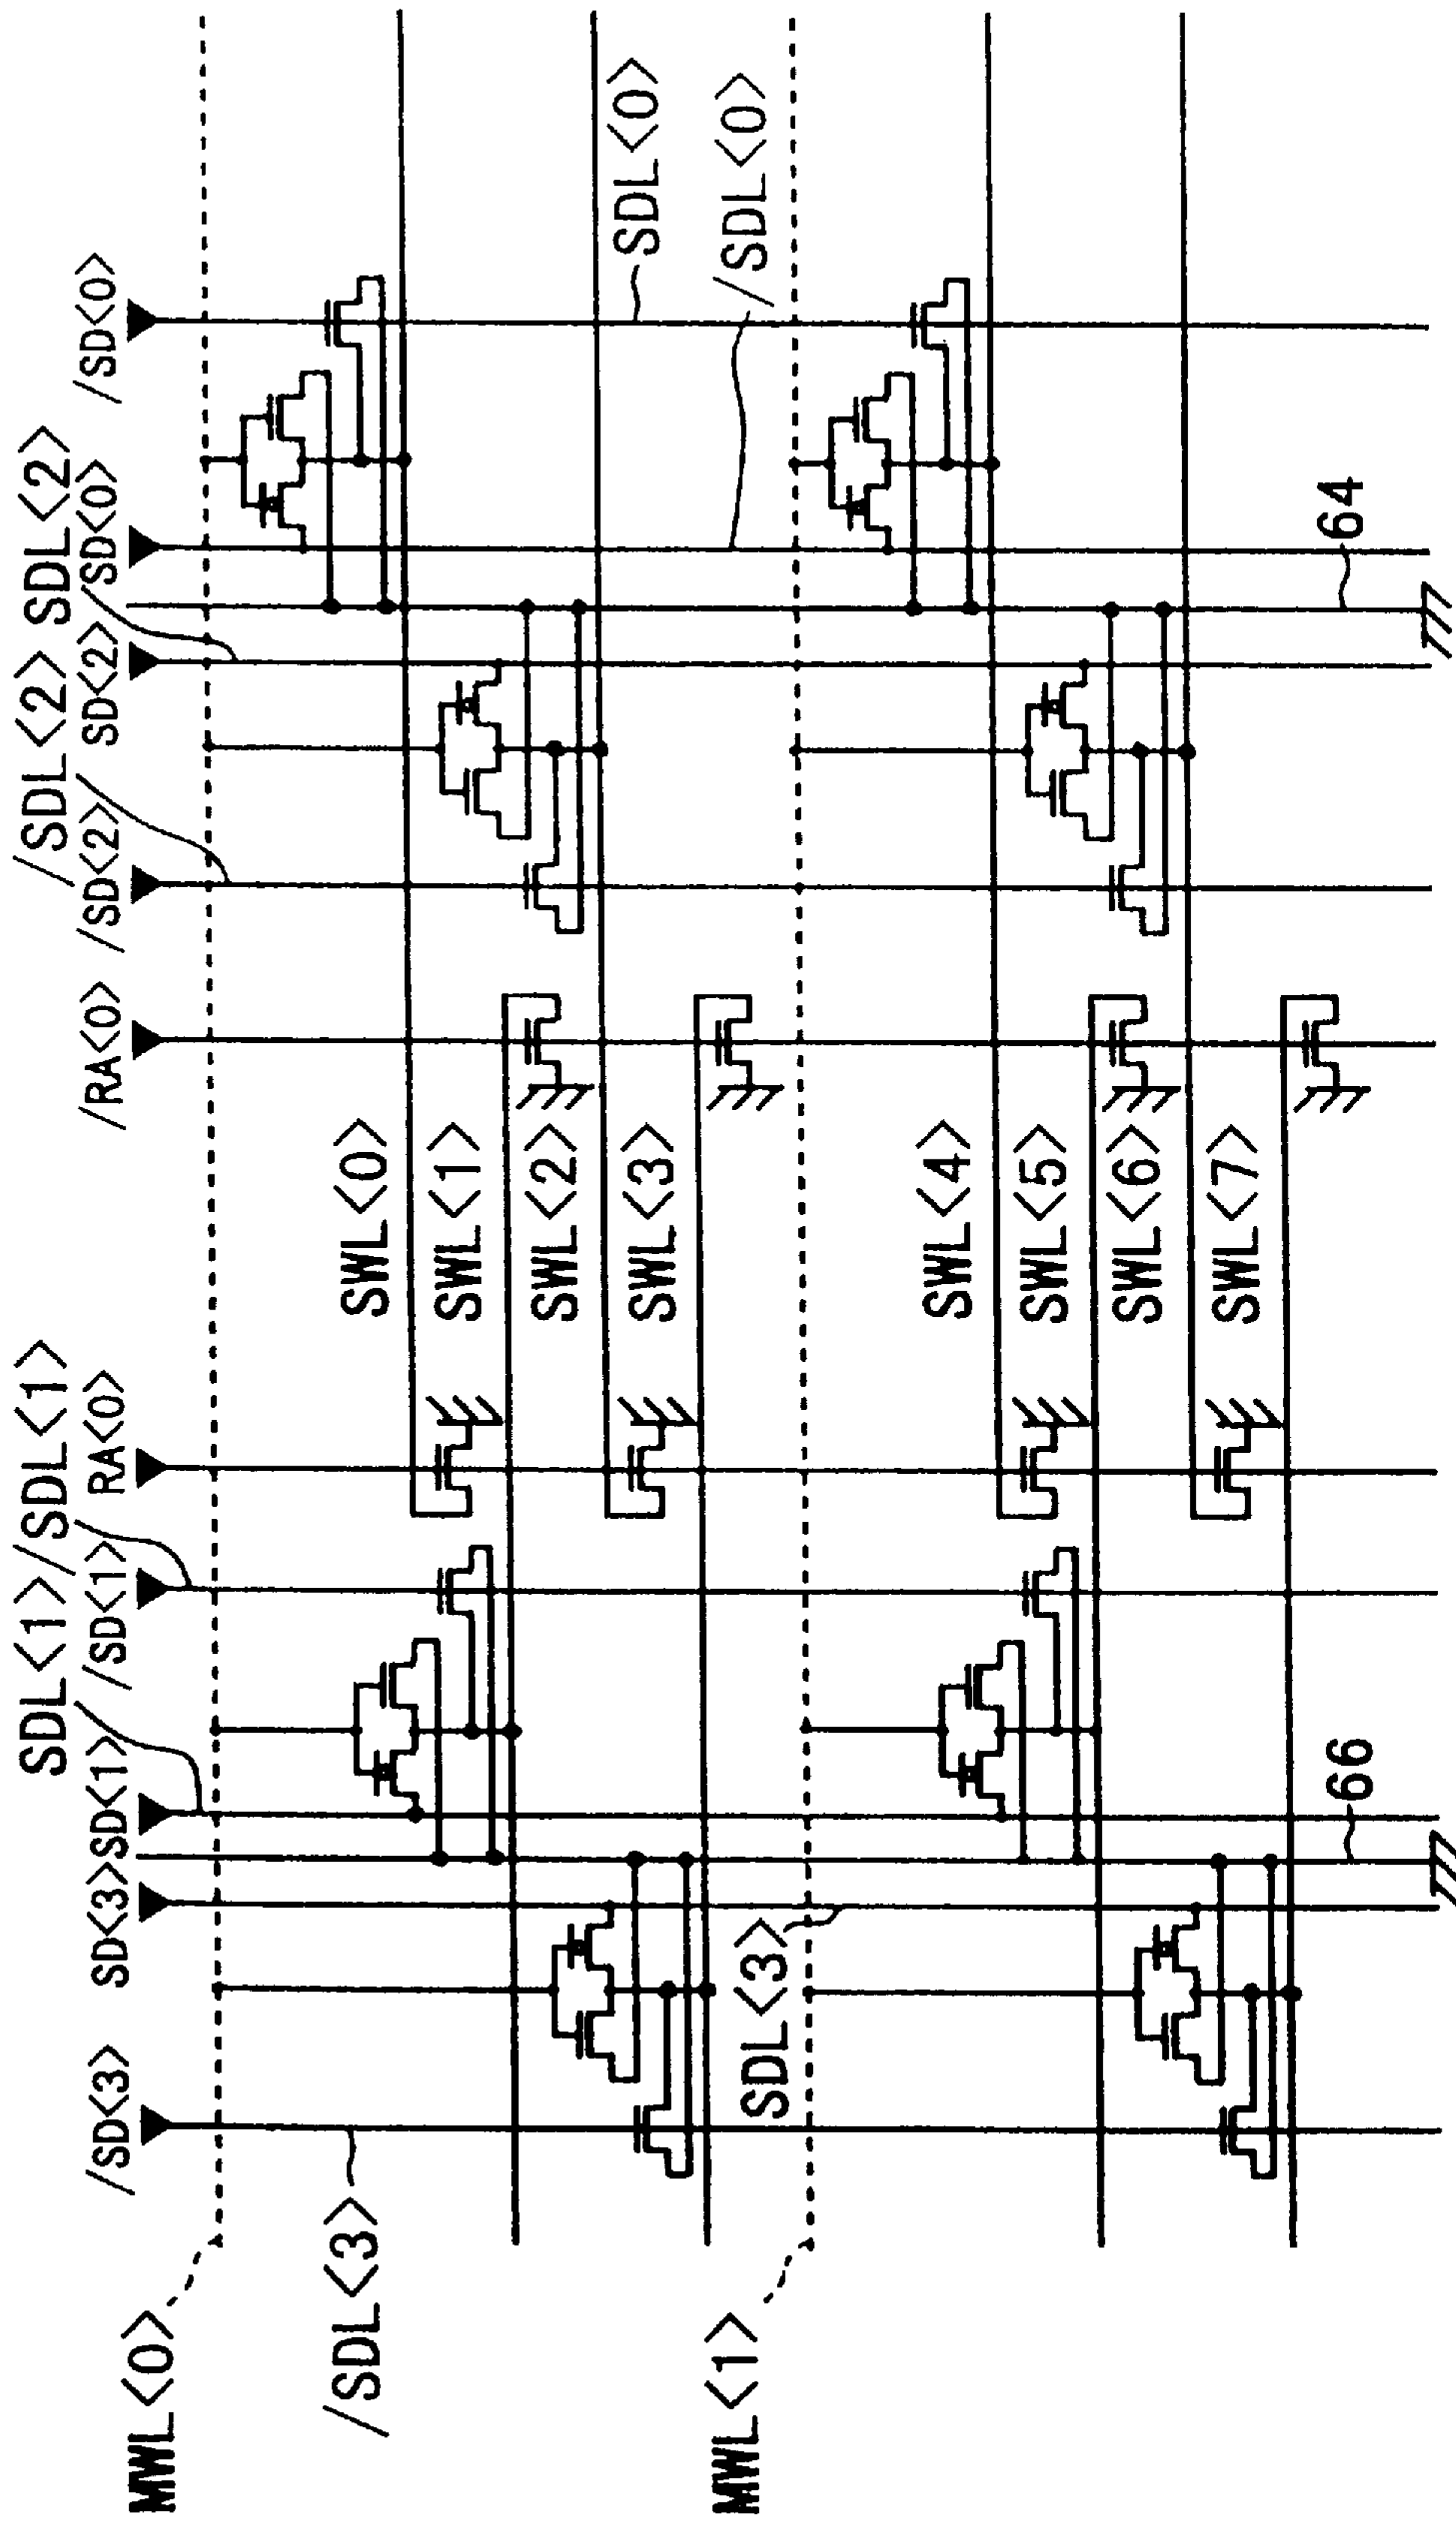 SDL<1>/SDL<1>
/SDL<2> SDL<2>
/SD<3> SD<3> SD<1> /SD<1> RA<0> /RA<0> /SD<2> SD<2> SD<0> /SD<0>
MWL<0>
/SDL<3>
SWL<0>
SWL<1>
SWL<2>
SWL<3>
SDL<0>
/SDL<0>
MWL<1>
SDL<3>
SWL<4>
SWL<5>
SWL<6>
SWL<7>
66
64